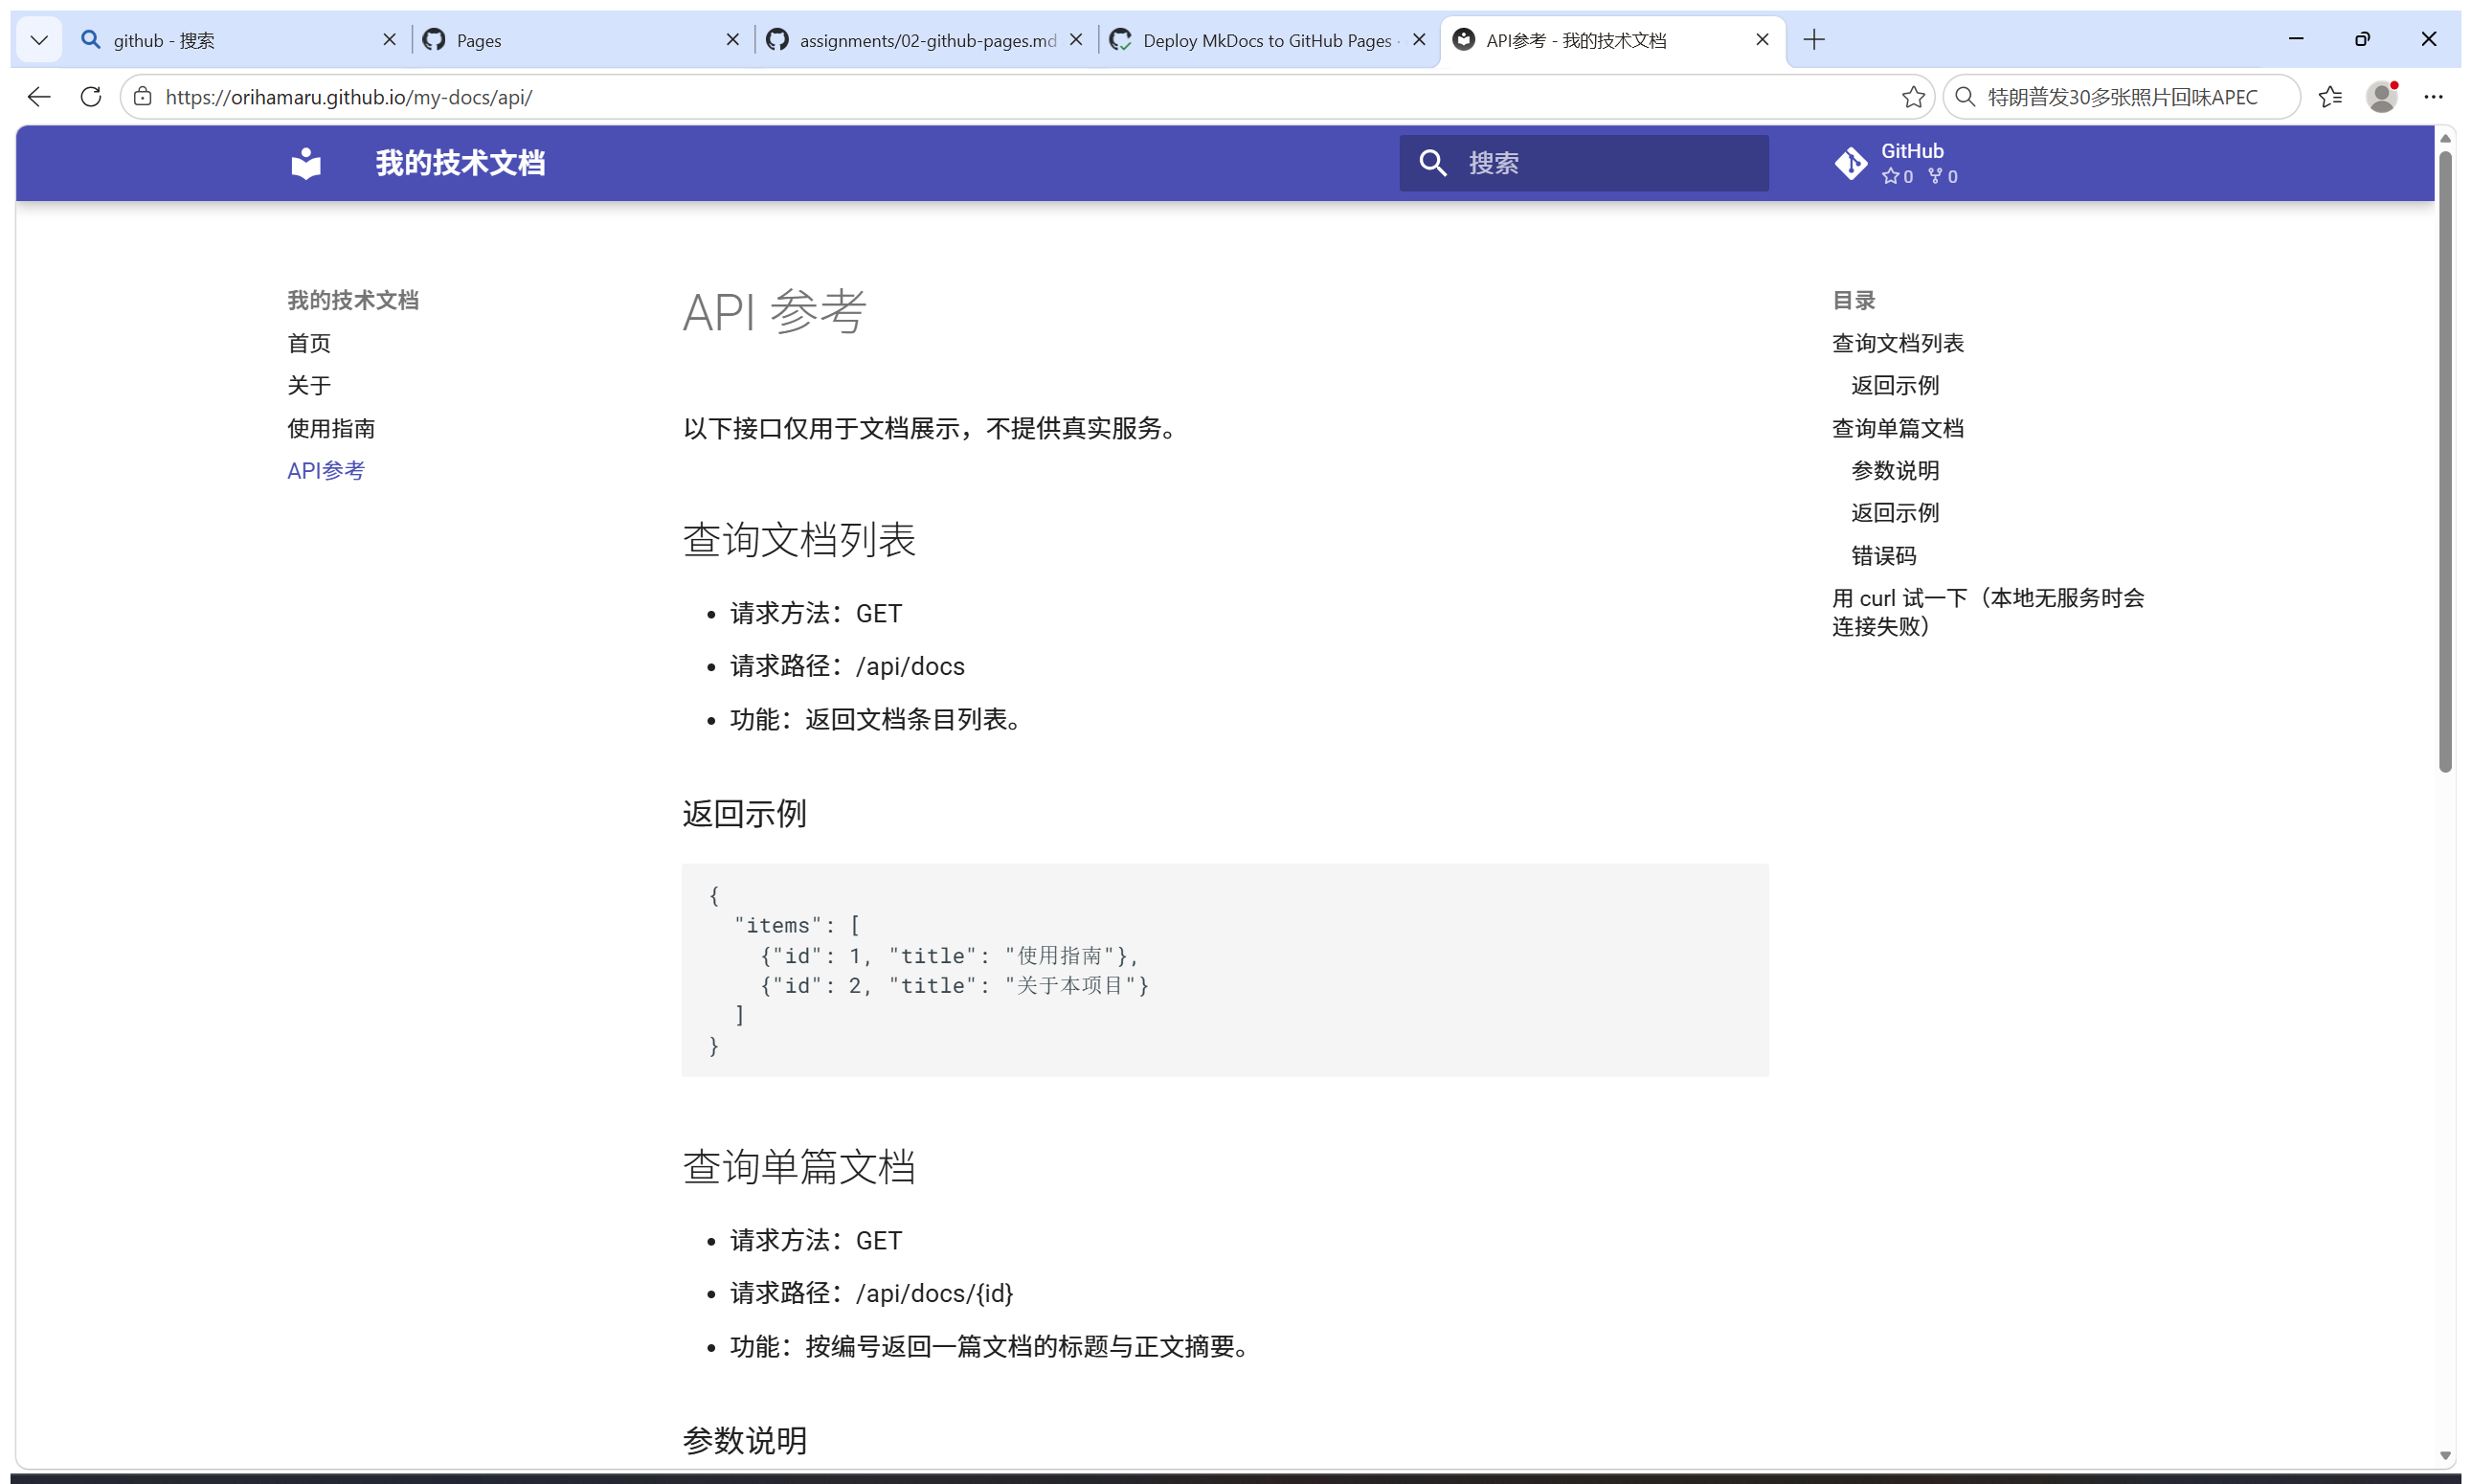 github - 搜索
Pages
assignments/02-github-pages.md
Deploy MkDocs to GitHub Pages ·
API参考 - 我的技术文档
https://orihamaru.github.io/my-docs/api/
特朗普发30多张照片回味APEC
我的技术文档
搜索
GitHub
0 0
我的技术文档
首页
关于
使用指南
API参考
API 参考
以下接口仅用于文档展示，不提供真实服务。
查询文档列表
• 请求方法：GET
• 请求路径：/api/docs
• 功能：返回文档条目列表。
返回示例
{
"items": [
{"id": 1, "title": "使用指南"},
{"id": 2, "title": "关于本项目"}
]
}
查询单篇文档
• 请求方法：GET
• 请求路径：/api/docs/{id}
• 功能：按编号返回一篇文档的标题与正文摘要。
参数说明
目录
查询文档列表
返回示例
查询单篇文档
参数说明
返回示例
错误码
用 curl 试一下（本地无服务时会
连接失败）